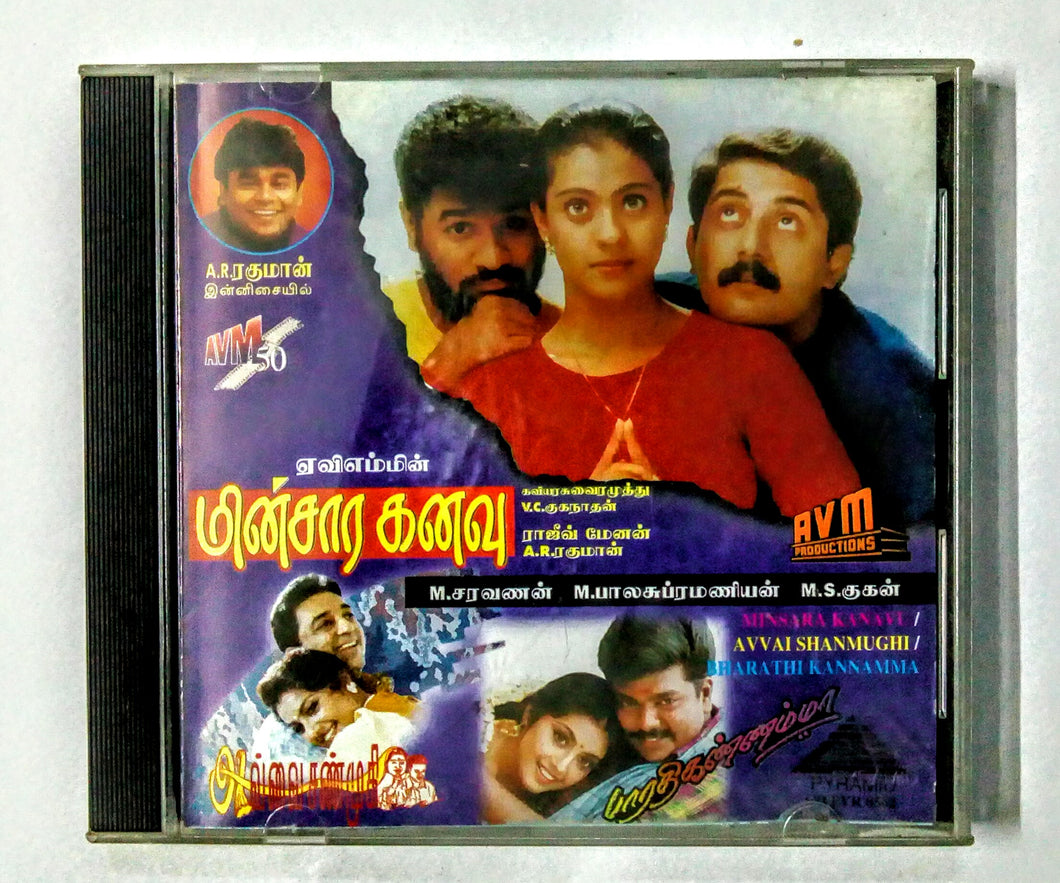 A.R.ரகுமான்
இன்னிசையில்
AVM
50
ஏவிஎம்மின்
மின்சார கனவு
கவியரசுவைரமுத்து
V.C.குகநாதன்
ராஜீவ் மேனன்
A.R.ரகுமான்
AVM
PRODUCTIONS
M.சரவணன் M.பாலசுப்ரமணியன் M.S.குகன்
MINSARA KANAVU /
AVVAI SHANMUGHI /
BHARATHI KANNAMMA
அவ்வை சண்முகி
பாரதி கண்ணம்மா
PYRAMID